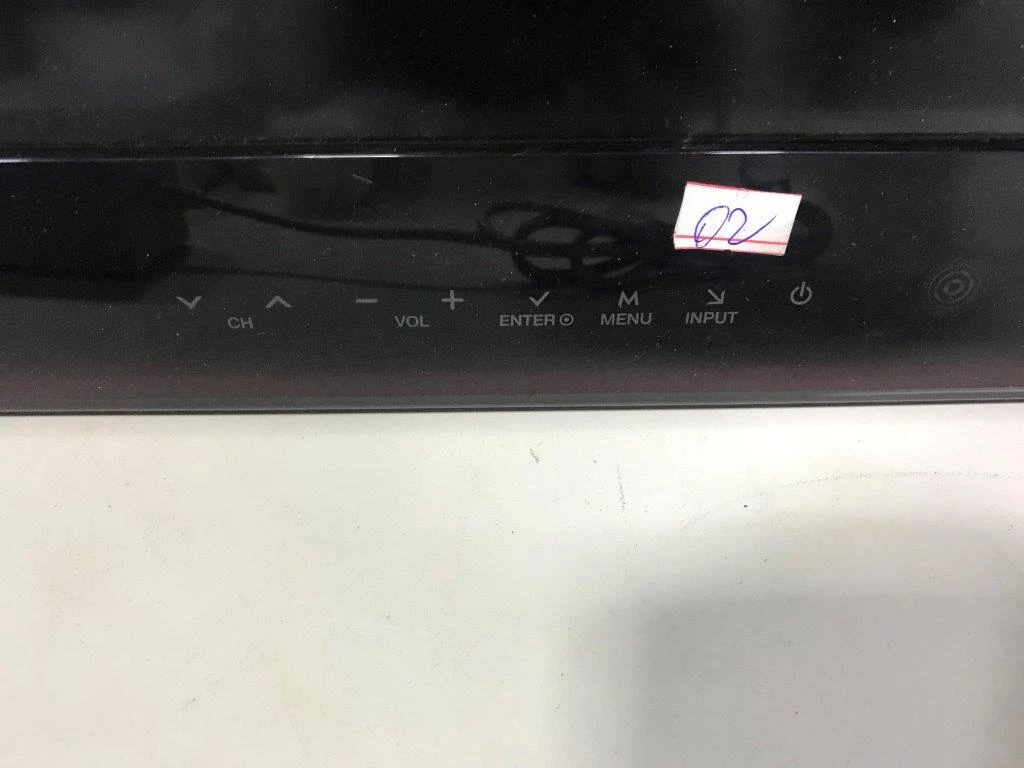 02
CH VOL ENTER MENU INPUT